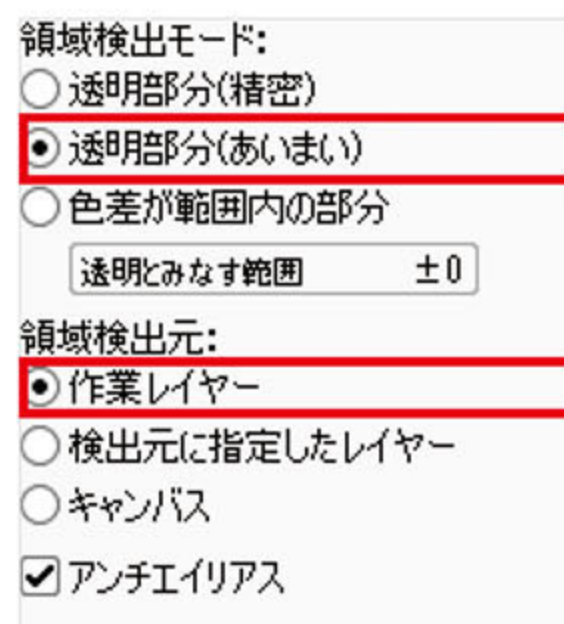 領域検出モード:
透明部分(精密)
透明部分(あいまい)
色差が範囲内の部分
透明とみなす範囲 ±0
領域検出元:
作業レイヤー
検出元に指定したレイヤー
キャンバス
アンチエイリアス